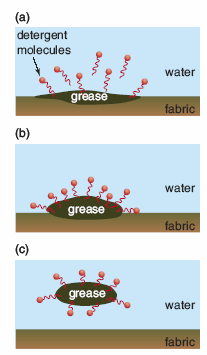 (a)
detergent
molecules
water
grease
fabric
(b)
water
grease
fabric
(c)
grease
water
fabric